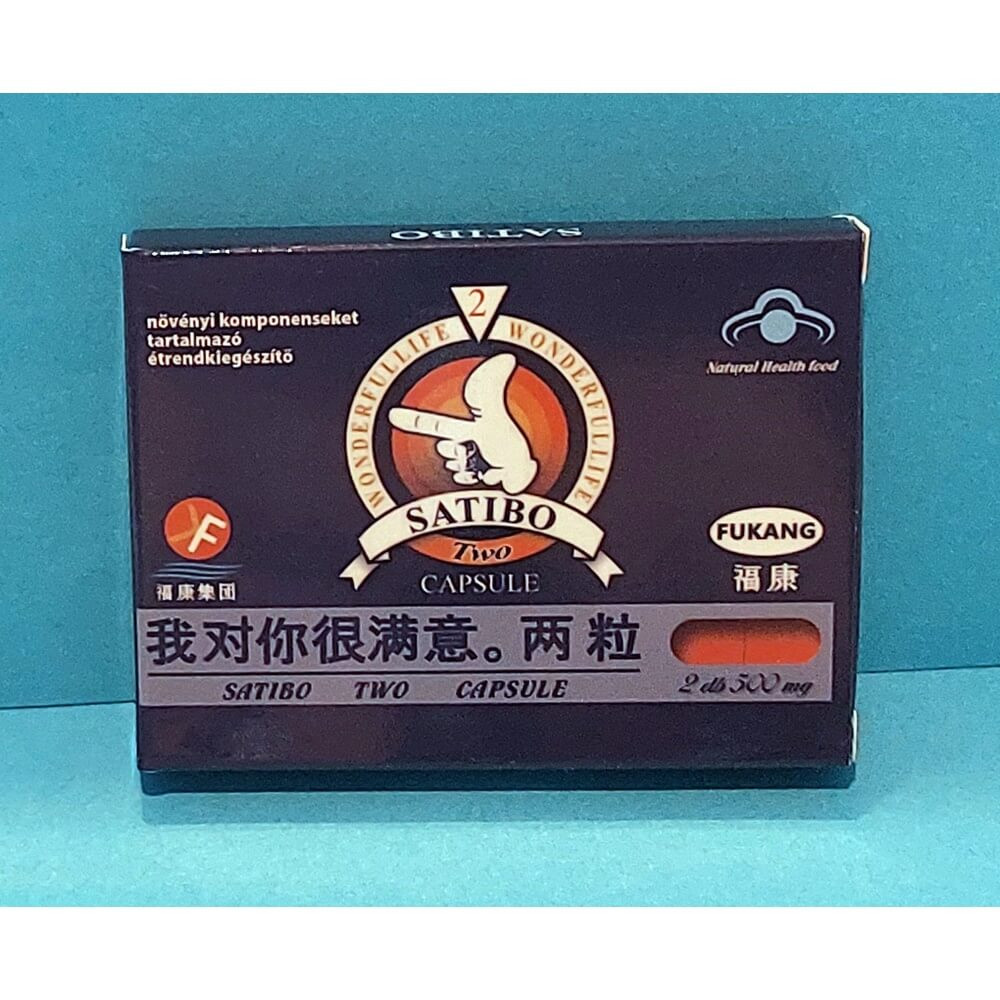 SATIBO
növényi komponenseket
tartalmazó
étrendkiegészítő
2
WONDERFULLIFE WONDERFULLIFE
Natural Health food
SATIBO
Two
CAPSULE
F
福康集团
FUKANG
福康
我对你很满意。两粒
SATIBO TWO CAPSULE
2 db 500 mg